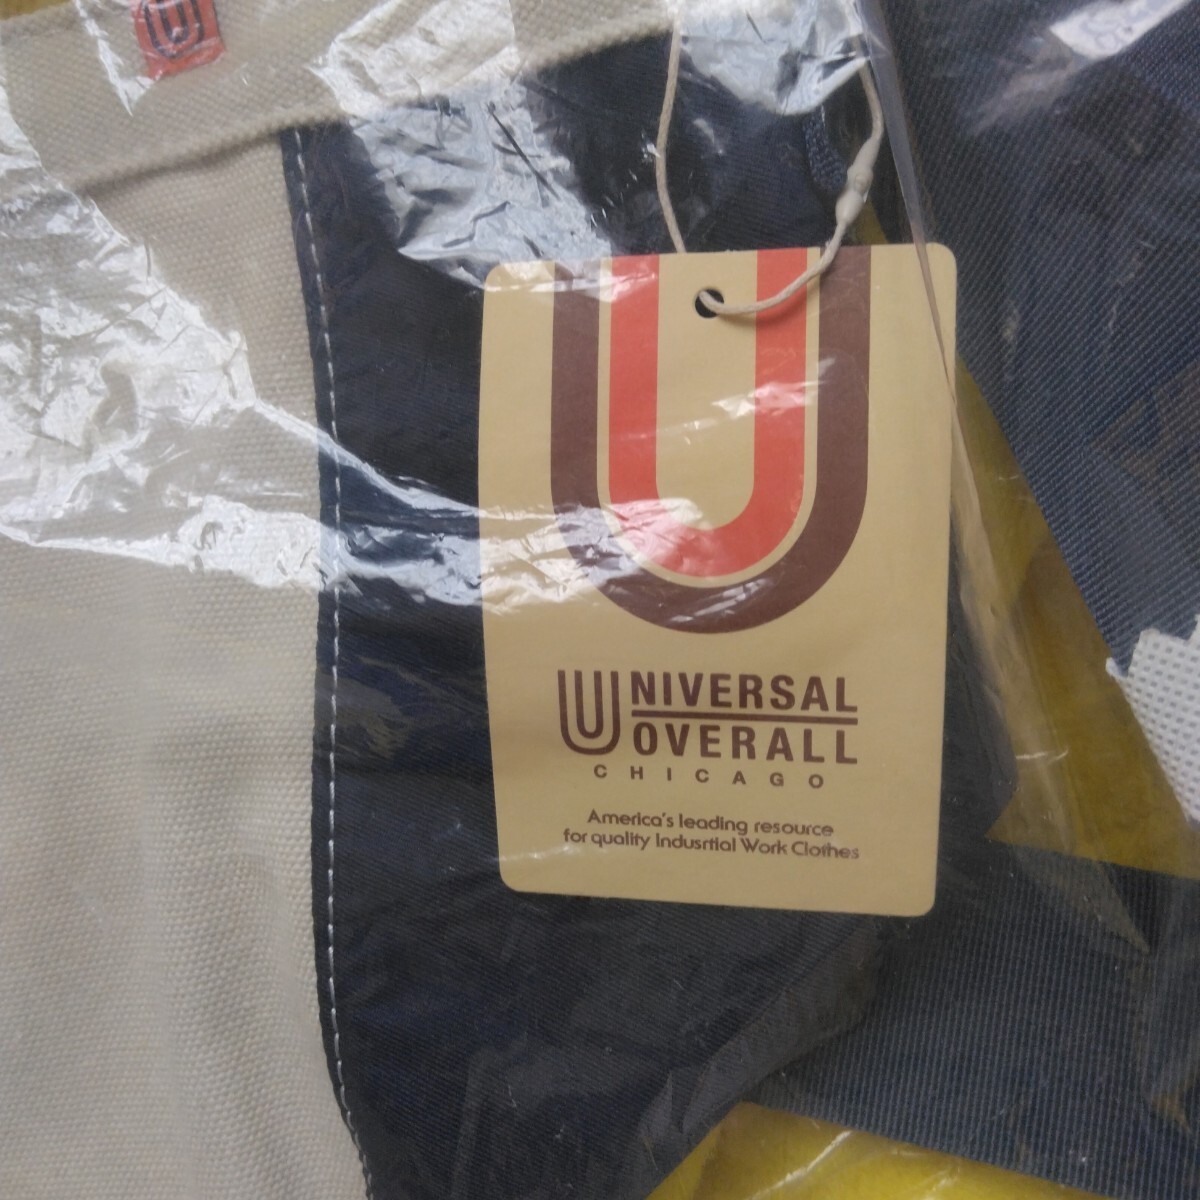 UNIVERSAL
OVERALL
CHICAGO
America's leading resource
for quality Indusrtial Work Clothes